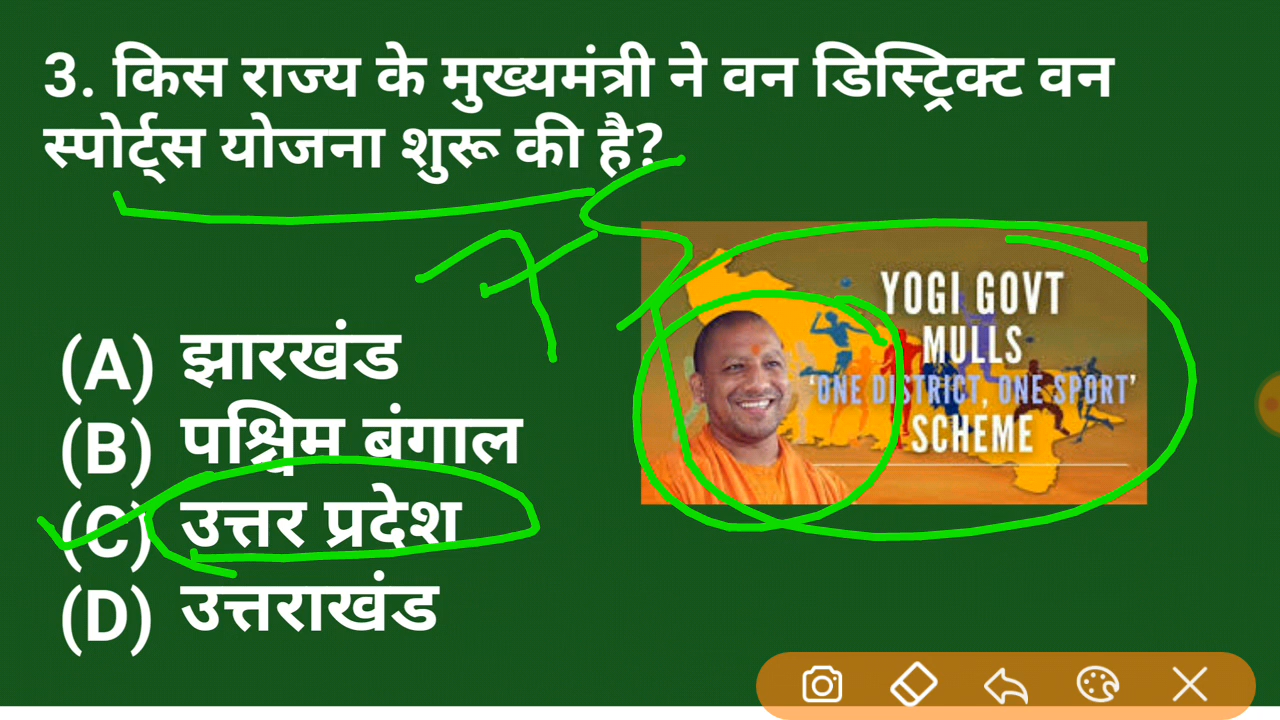 3. किस राज्य के मुख्यमंत्री ने वन डिस्ट्रिक्ट वन
स्पोर्ट्स योजना शुरू की है?
(A) झारखंड
(B) पश्चिम बंगाल
(C) उत्तर प्रदेश
(D) उत्तराखंड
YOGI GOVT
MULLS
'ONE DISTRICT, ONE SPORT'
SCHEME
75